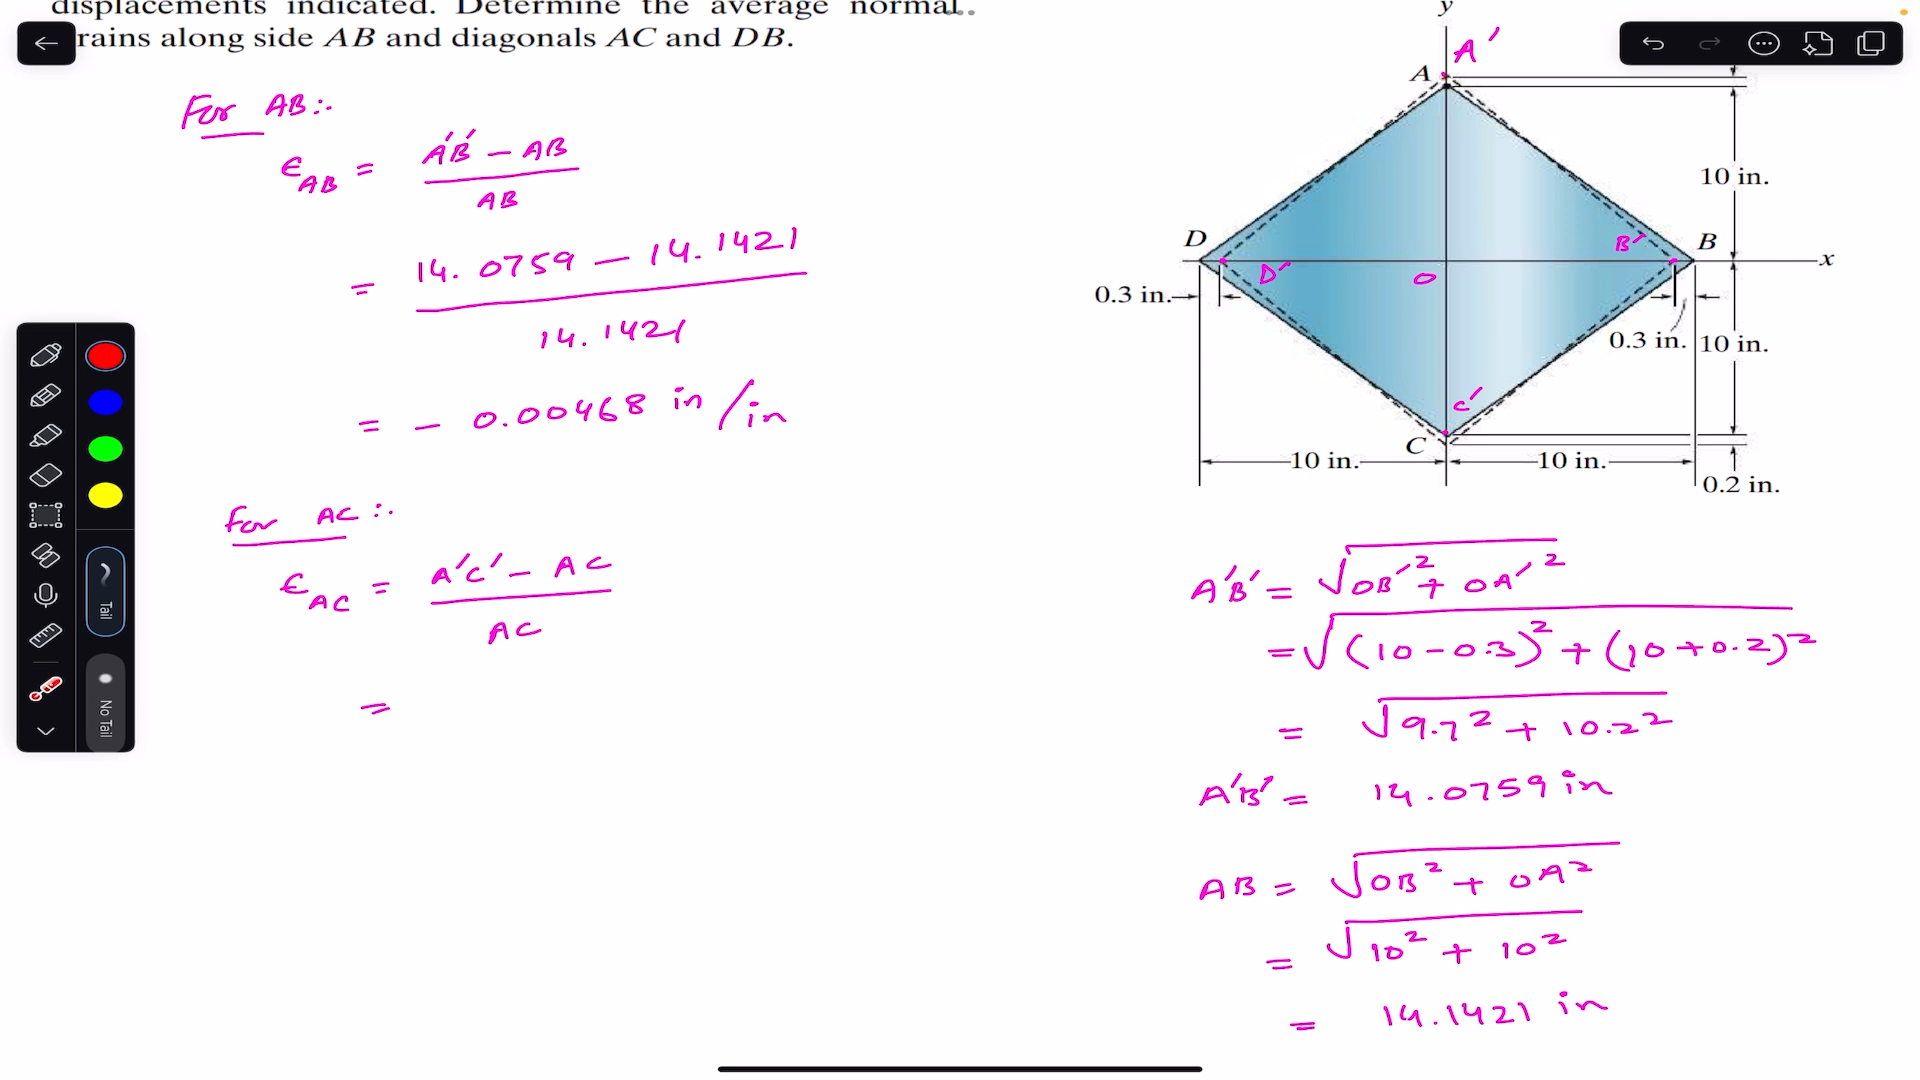 displacements indicated. Determine the average normal
rains along side AB and diagonals AC and DB.
For AB:.
ϵAB = A'B' – AB / AB
= 14.0759 – 14.1421 / 14.1421
= – 0.00468 in/in
For AC:.
ϵAC = A'C' – AC / AC
=
y
A'
A
10 in.
D
B'
B
x
D'
O
0.3 in.
0.3 in.
10 in.
C'
C
10 in.
10 in.
0.2 in.
A'B' = √OB'² + OA'²
= √(10-0.3)² + (10+0.2)²
= √9.7² + 10.2²
A'B' = 14.0759 in
AB = √OB² + OA²
= √10² + 10²
= 14.1421 in
Tail
No Tail